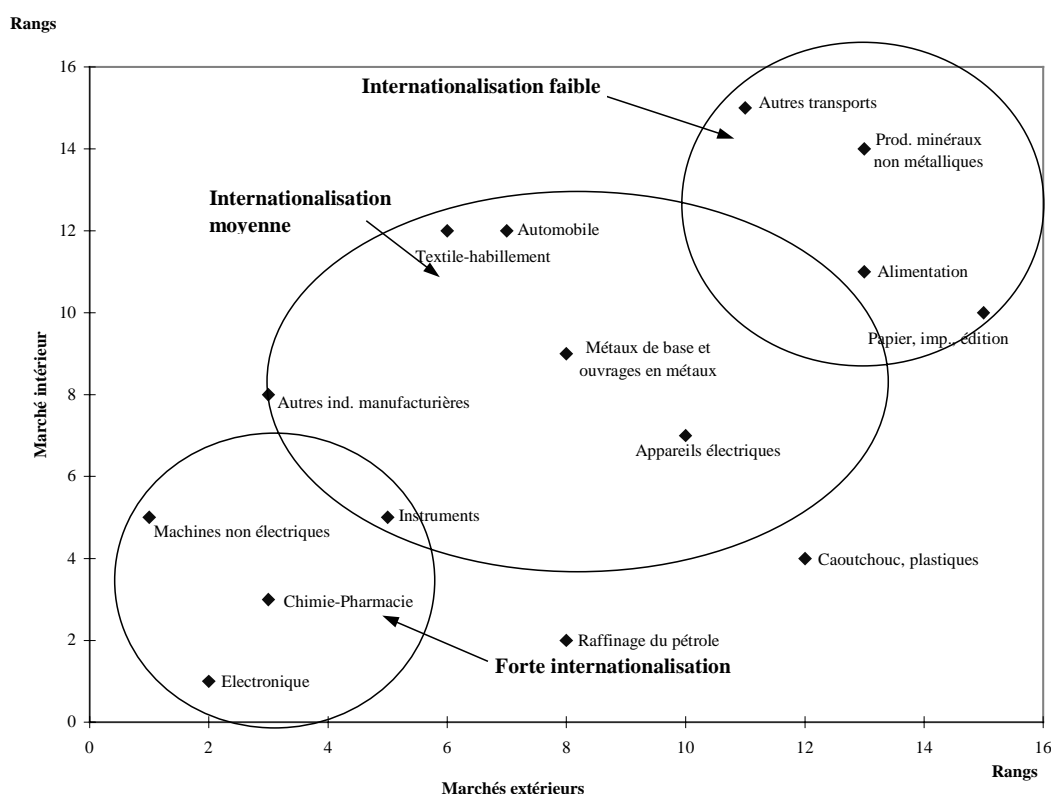 Rangs
16
Internationalisation faible
Autres transports
14
Prod. minéraux
non métalliques
Internationalisation
moyenne
12
Automobile
Textile-habillement
Alimentation
10
Papier, imp., édition
Métaux de base et
ouvrages en métaux
Marché intérieur
8
Autres ind. manufacturières
Appareils électriques
6
Instruments
Machines non électriques
4
Caoutchouc, plastiques
Chimie-Pharmacie
2
Raffinage du pétrole
Forte internationalisation
Electronique
0
0 2 4 6 8 10 12 14 16
Rangs
Marchés extérieurs